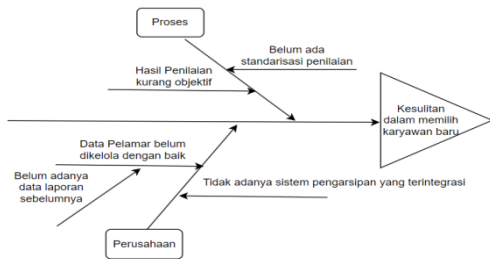 Proses
Belum ada
standarisasi penilaian
Hasil Penilaian
kurang objektif
Kesulitan
dalam memilih
karyawan baru
Data Pelamar belum
dikelola dengan baik
Belum adanya
data laporan
sebelumnya
Tidak adanya sistem pengarsipan yang terintegrasi
Perusahaan